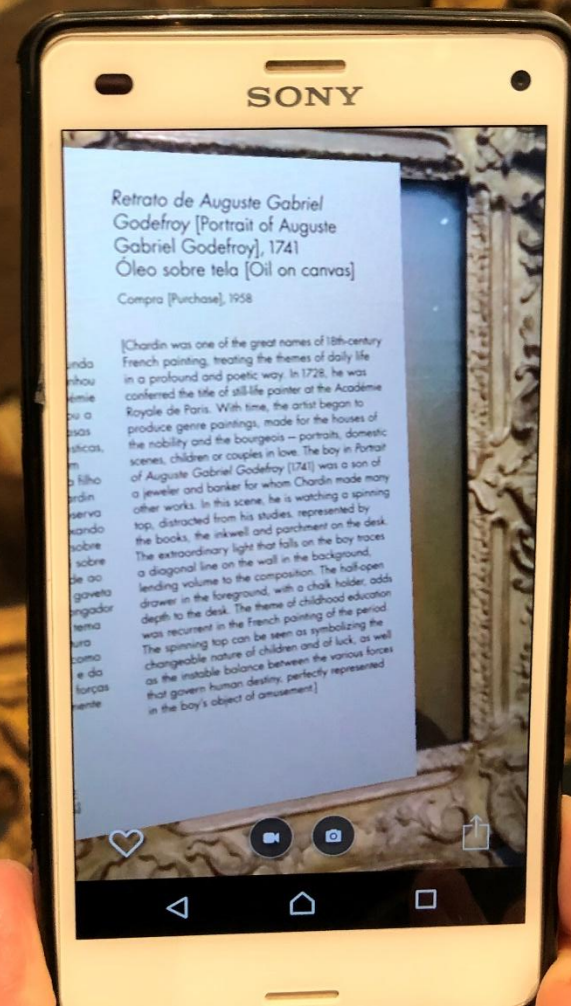 SONY
Retrato de Auguste Gabriel
Godefroy [Portrait of Auguste
Gabriel Godefroy], 1741
Óleo sobre tela [Oil on canvas]
Compra [Purchase], 1958
[Chardin was one of the great names of 18th-century
French painting, treating the themes of daily life
in a profound and poetic way. In 1728, he was
conferred the title of still-life painter at the Académie
Royale de Paris. With time, the artist began to
produce genre paintings, made for the houses of
the nobility and the bourgeois – portraits, domestic
scenes, children or couples in love. The boy in Portrait
of Auguste Gabriel Godefroy (1741) was a son of
a jeweler and banker for whom Chardin made many
other works. In this scene, he is watching a spinning
top, distracted from his studies, represented by
the books, the inkwell and parchment on the desk.
The extraordinary light that falls on the boy traces
a diagonal line on the wall in the background,
lending volume to the composition. The half-open
drawer in the foreground, with a chalk holder, adds
depth to the desk. The theme of childhood education
was recurrent in the French painting of the period.
The spinning top can be seen as symbolizing the
changeable nature of children and of luck, as well
as the instable balance between the various forces
that govern human destiny, perfectly represented
in the boy's object of amusement.]
filho
serva
sobre
sobre
de ao
gaveta
tema
como
e da
forças